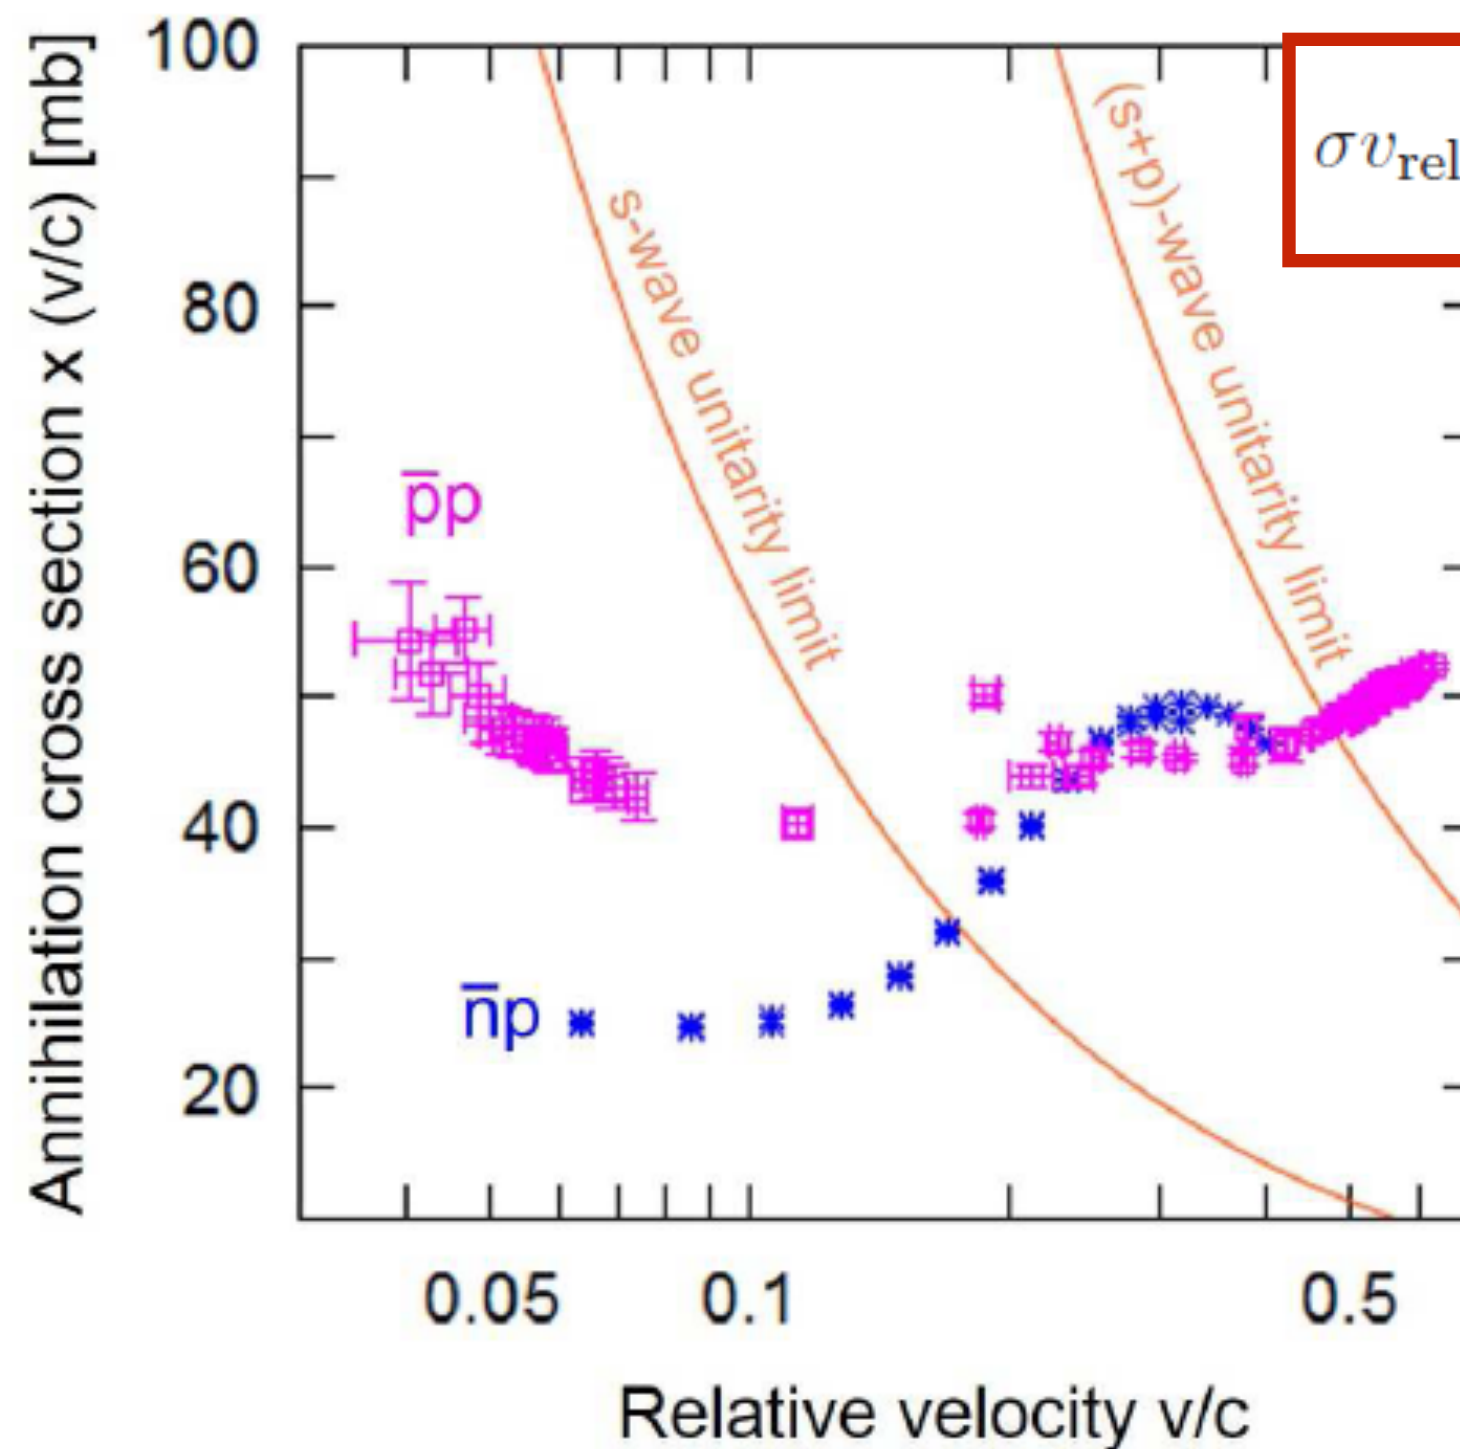 Annihilation cross section x (v/c) [mb]
100
80
60
40
20
s-wave unitarity limit
(s+p)-wave unitarity limit
σv_rel
p̄p
n̄p
0.05 0.1 0.5
Relative velocity v/c